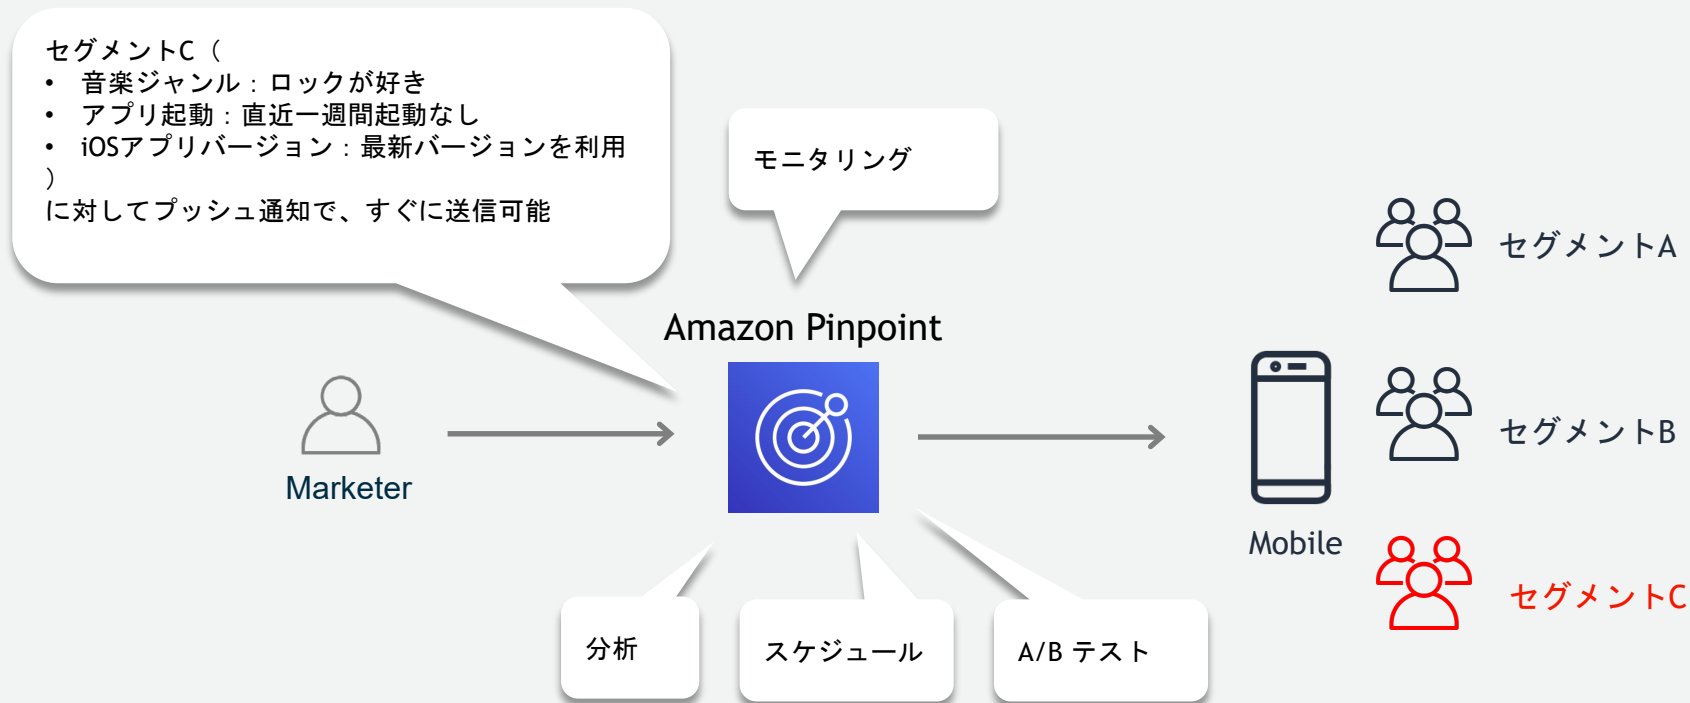 セグメントC（
• 音楽ジャンル：ロックが好き
• アプリ起動：直近一週間起動なし
• iOSアプリバージョン：最新バージョンを利用
）
に対してプッシュ通知で、すぐに送信可能
モニタリング
Amazon Pinpoint
Marketer
Mobile
セグメントA
セグメントB
セグメントC
分析
スケジュール
A/B テスト